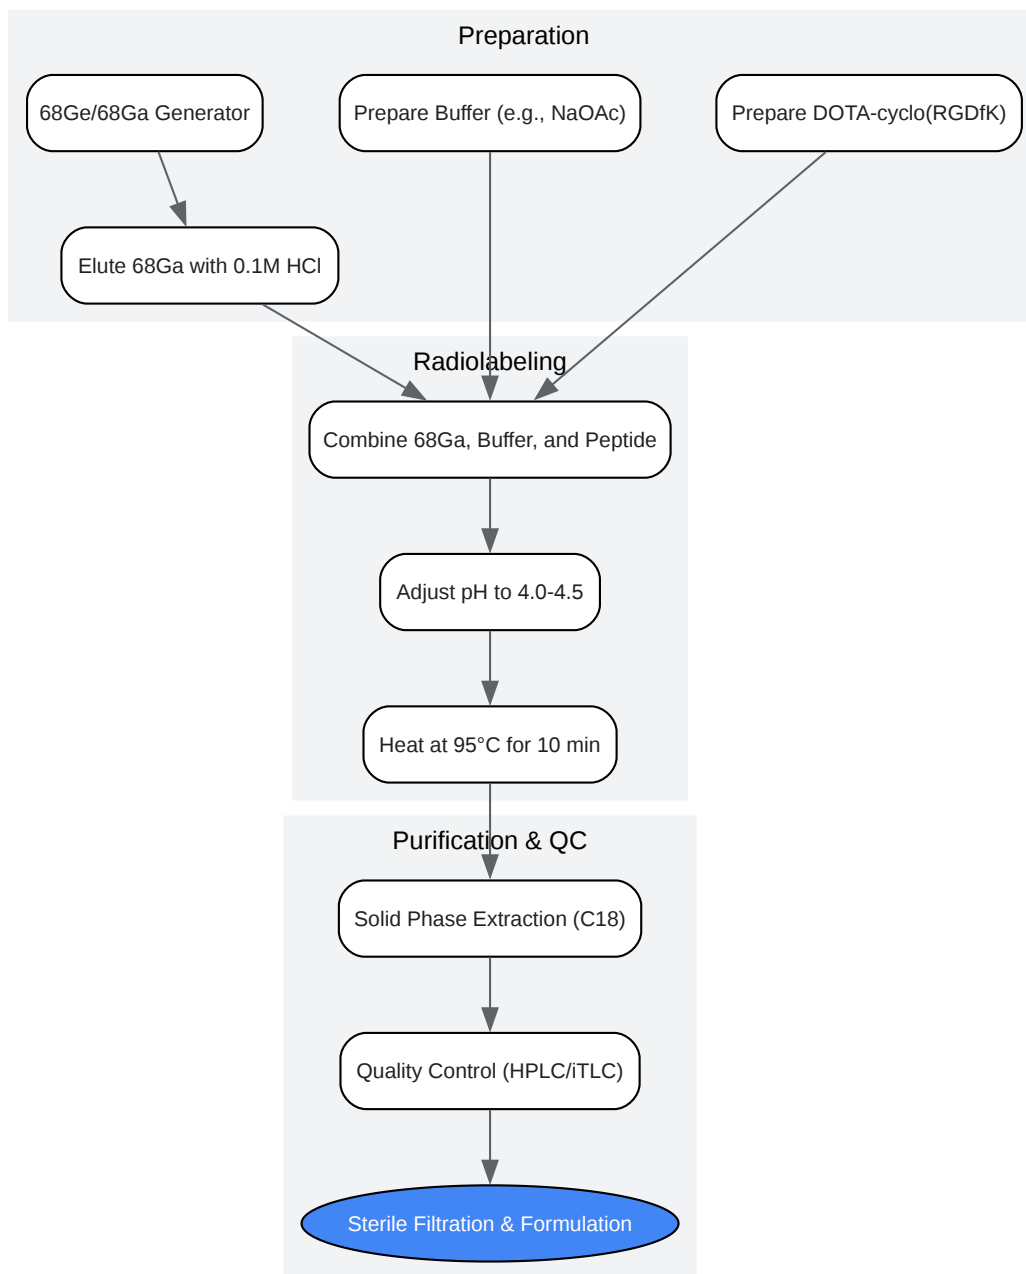 Preparation
68Ge/68Ga Generator
Prepare Buffer (e.g., NaOAc)
Prepare DOTA-cyclo(RGDfK)
Elute 68Ga with 0.1M HCl
Radiolabeling
Combine 68Ga, Buffer, and Peptide
Adjust pH to 4.0-4.5
Heat at 95°C for 10 min
Purification & QC
Solid Phase Extraction (C18)
Quality Control (HPLC/iTLC)
Sterile Filtration & Formulation